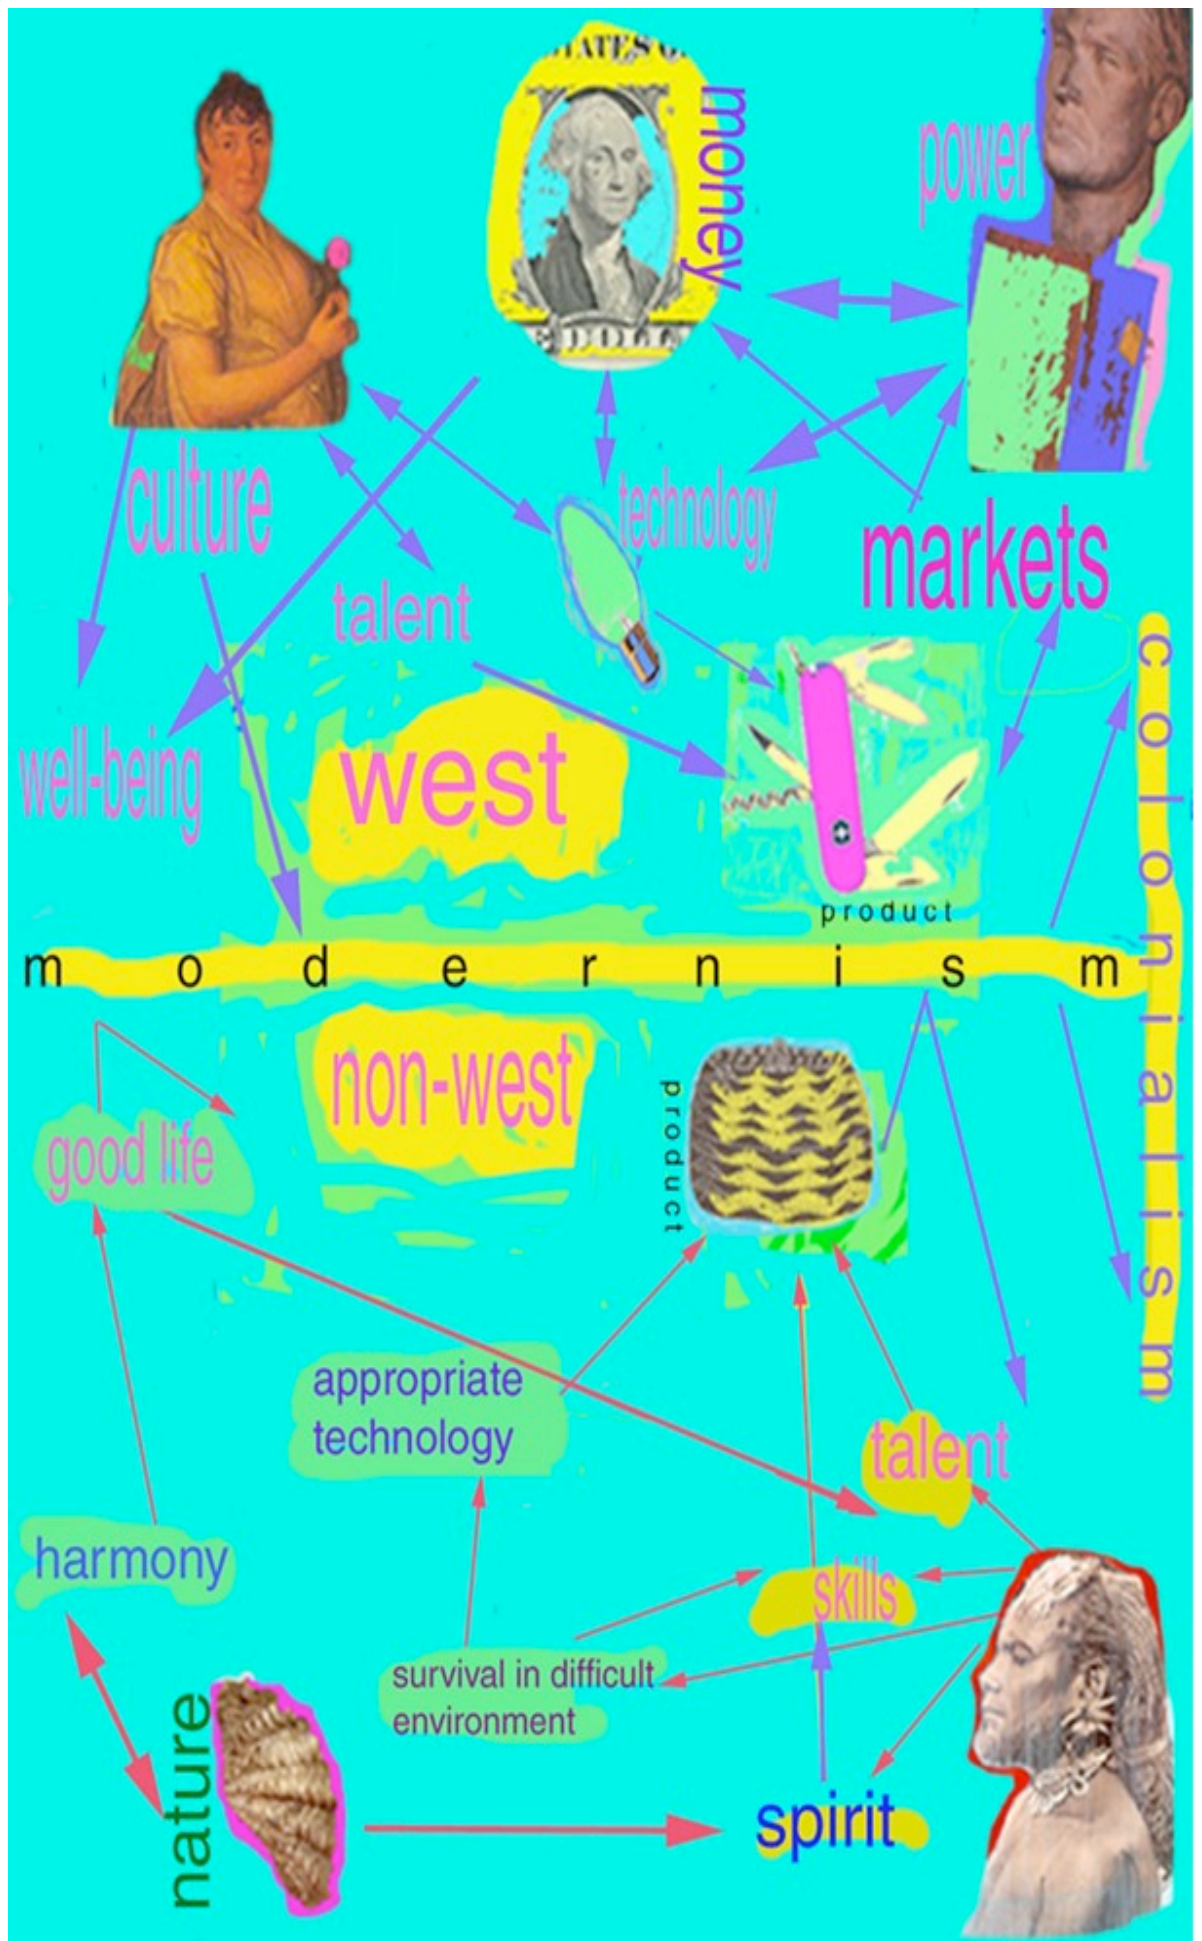 money
power
culture
technology
markets
talent
well-being
west
product
colonialism
modernism
non-west
product
good life
appropriate
technology
talent
harmony
skills
survival in difficult
environment
nature
spirit